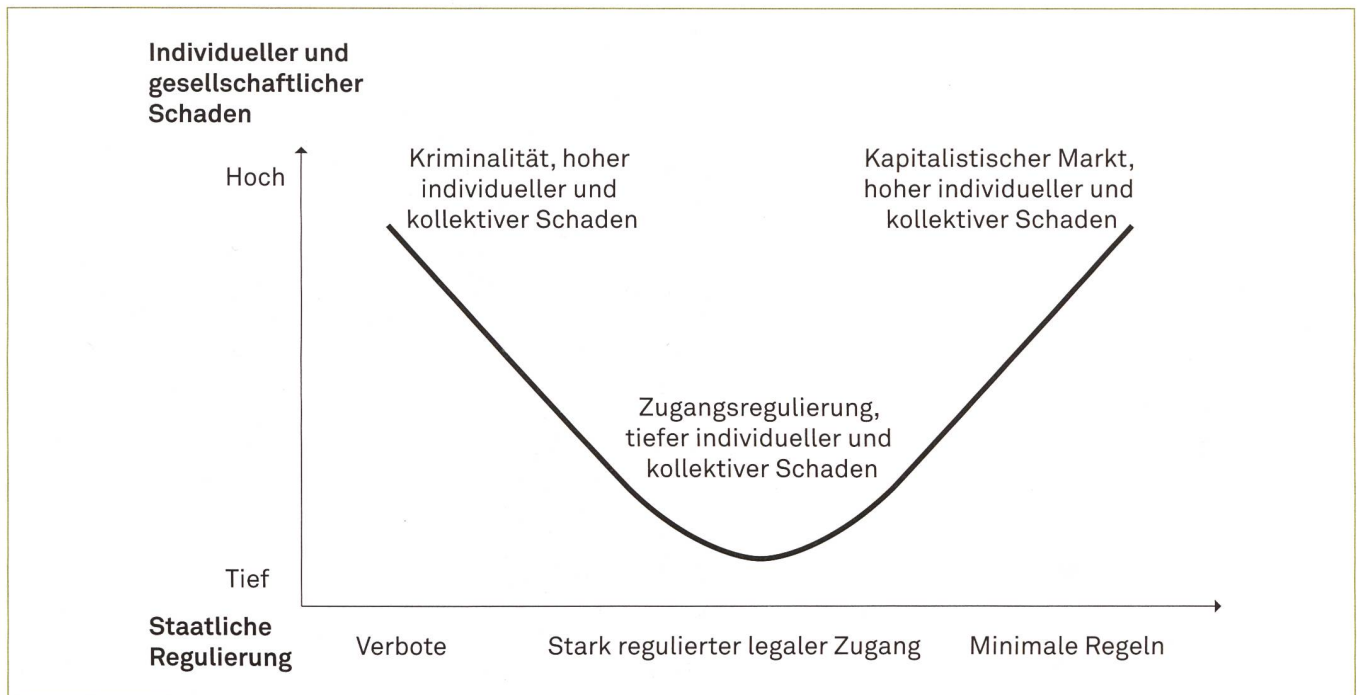 Individueller und
gesellschaftlicher
Schaden
Hoch
Kriminalität, hoher
individueller und
kollektiver Schaden
Kapitalistischer Markt,
hoher individueller und
kollektiver Schaden
Zugangsregulierung,
tiefer individueller und
kollektiver Schaden
Tief
Staatliche
Regulierung
Verbote
Stark regulierter legaler Zugang
Minimale Regeln